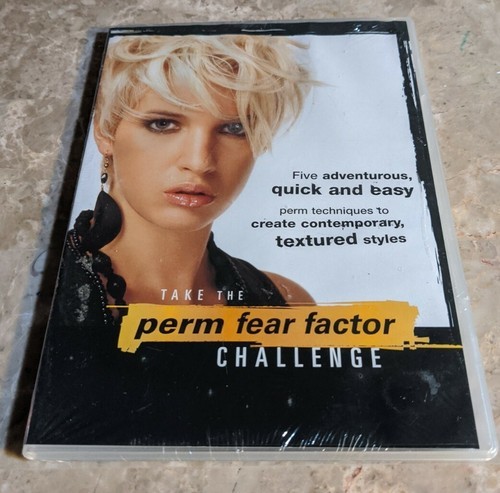 Five adventurous,
quick and easy
perm techniques to
create contemporary,
textured styles
TAKE THE
perm fear factor
CHALLENGE